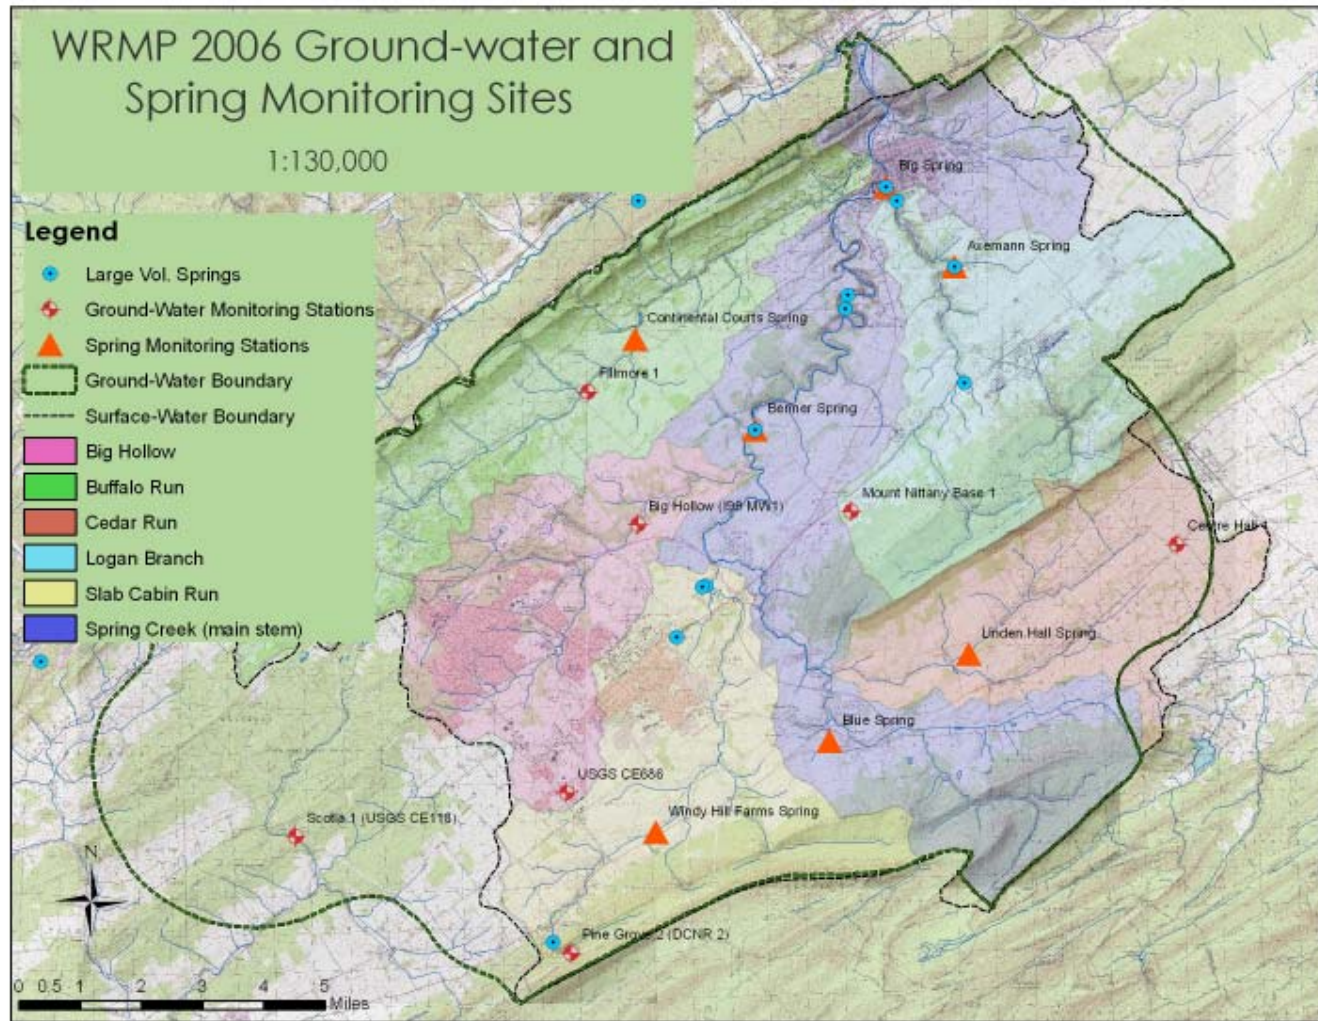 WRMP 2006 Ground-water and
Spring Monitoring Sites
1:130,000
Legend
Large Vol. Springs
Ground-Water Monitoring Stations
Spring Monitoring Stations
Ground-Water Boundary
Surface-Water Boundary
Big Hollow
Buffalo Run
Cedar Run
Logan Branch
Slab Cabin Run
Spring Creek (main stem)
Big Spring
Axemann Spring
Continental Courts Spring
Fillmore 1
Benner Spring
Big Hollow (I99 MW1)
Mount Nittany Base 1
Centre Hall 1
Linden Hall Spring
Blue Spring
USGS CE686
Windy Hill Farms Spring
Scotia 1 (USGS CE118)
Pine Grove 2 (DCNR 2)
N
0 0.5 1 2 3 4 5
Miles